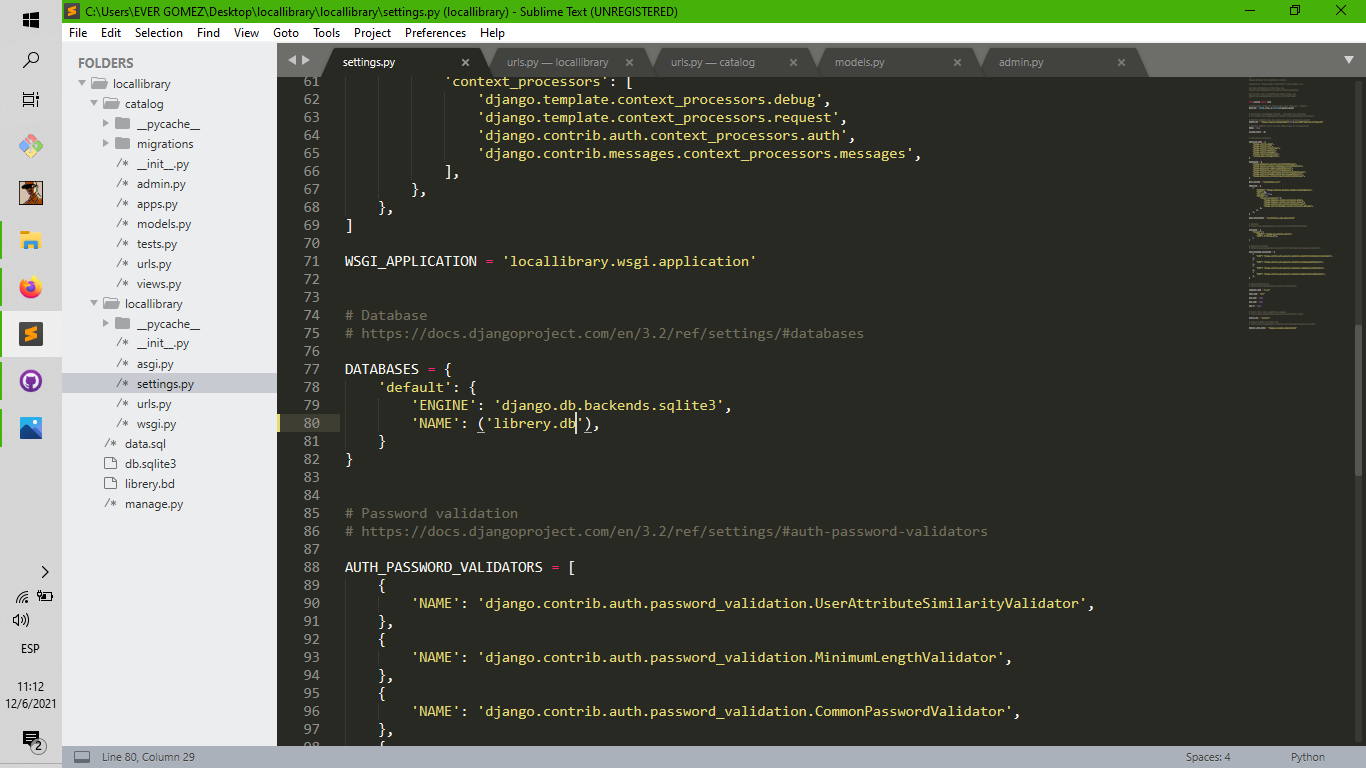 C:\Users\EVER GOMEZ\Desktop\locallibrary\locallibrary\settings.py (locallibrary) - Sublime Text (UNREGISTERED)
File Edit Selection Find View Goto Tools Project Preferences Help
FOLDERS
locallibrary
catalog
__pycache__
migrations
/* __init__.py
/* admin.py
/* apps.py
/* models.py
/* tests.py
/* urls.py
/* views.py
locallibrary
__pycache__
/* __init__.py
/* asgi.py
/* settings.py
/* urls.py
/* wsgi.py
/* data.sql
db.sqlite3
librery.bd
/* manage.py
settings.py urls.py — locallibrary urls.py — catalog models.py admin.py
61 'context_processors': [
62 'django.template.context_processors.debug',
63 'django.template.context_processors.request',
64 'django.contrib.auth.context_processors.auth',
65 'django.contrib.messages.context_processors.messages',
66 ],
67 },
68 },
69 ]
70
71 WSGI_APPLICATION = 'locallibrary.wsgi.application'
72
73
74 # Database
75 # https://docs.djangoproject.com/en/3.2/ref/settings/#databases
76
77 DATABASES = {
78 'default': {
79 'ENGINE': 'django.db.backends.sqlite3',
80 'NAME': ('librery.db'),
81 }
82 }
83
84
85 # Password validation
86 # https://docs.djangoproject.com/en/3.2/ref/settings/#auth-password-validators
87
88 AUTH_PASSWORD_VALIDATORS = [
89 {
90 'NAME': 'django.contrib.auth.password_validation.UserAttributeSimilarityValidator',
91 },
92 {
93 'NAME': 'django.contrib.auth.password_validation.MinimumLengthValidator',
94 },
95 {
96 'NAME': 'django.contrib.auth.password_validation.CommonPasswordValidator',
97 },
98 {
ESP
11:12
12/6/2021
2
Line 80, Column 29
Spaces: 4
Python